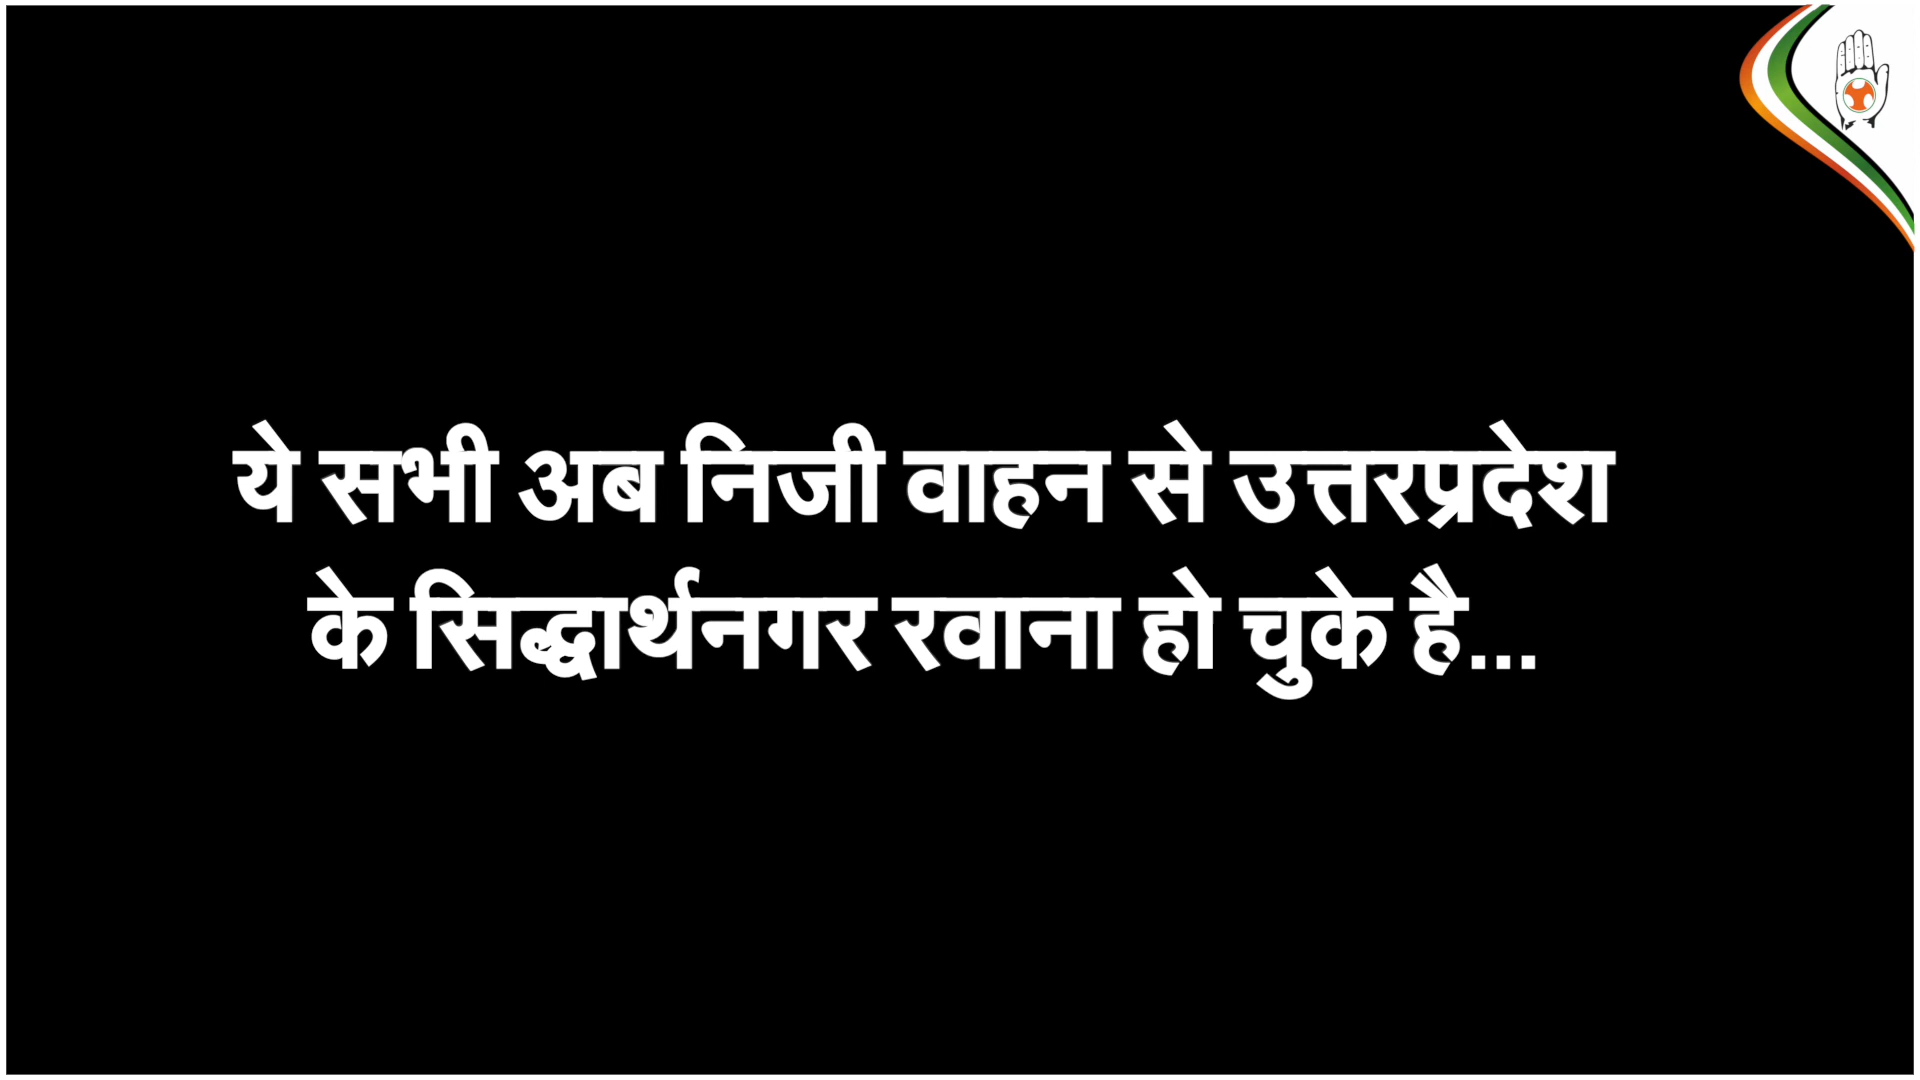 ये सभी अब निजी वाहन से उत्तरप्रदेश
के सिद्धार्थनगर रवाना हो चुके है...